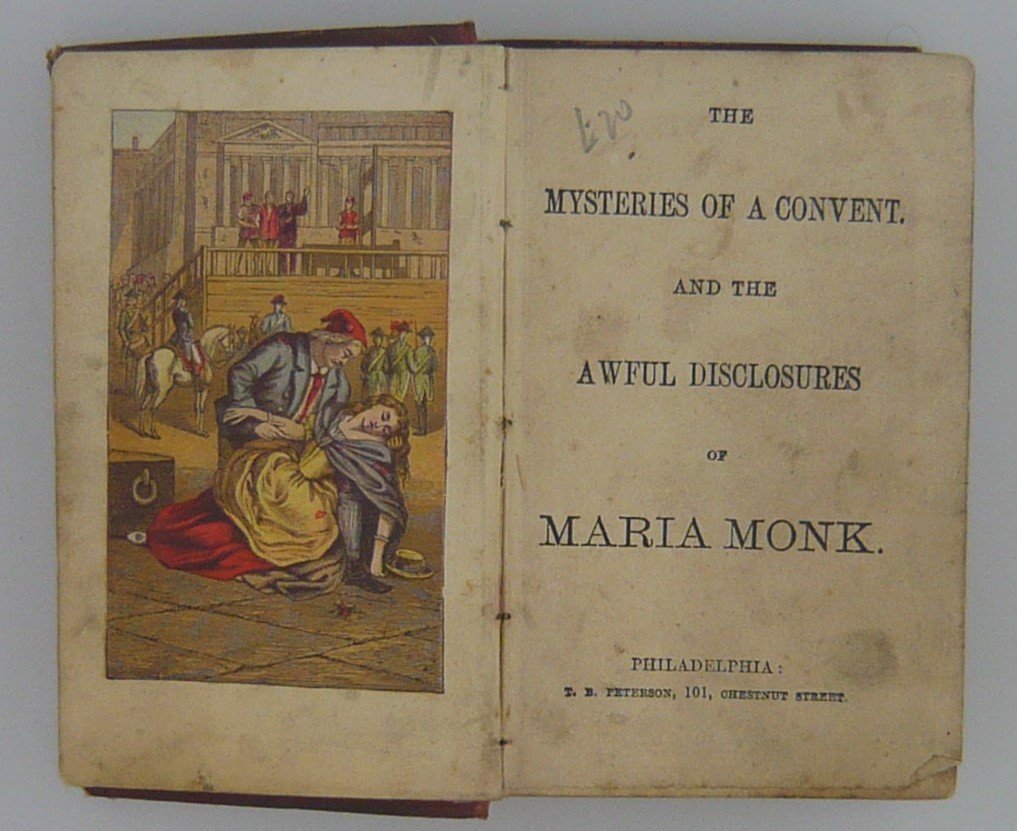 THE
MYSTERIES OF A CONVENT.
AND THE
AWFUL DISCLOSURES
OF
MARIA MONK.
PHILADELPHIA:
T. B. PETERSON, 101, CHESTNUT STREET.